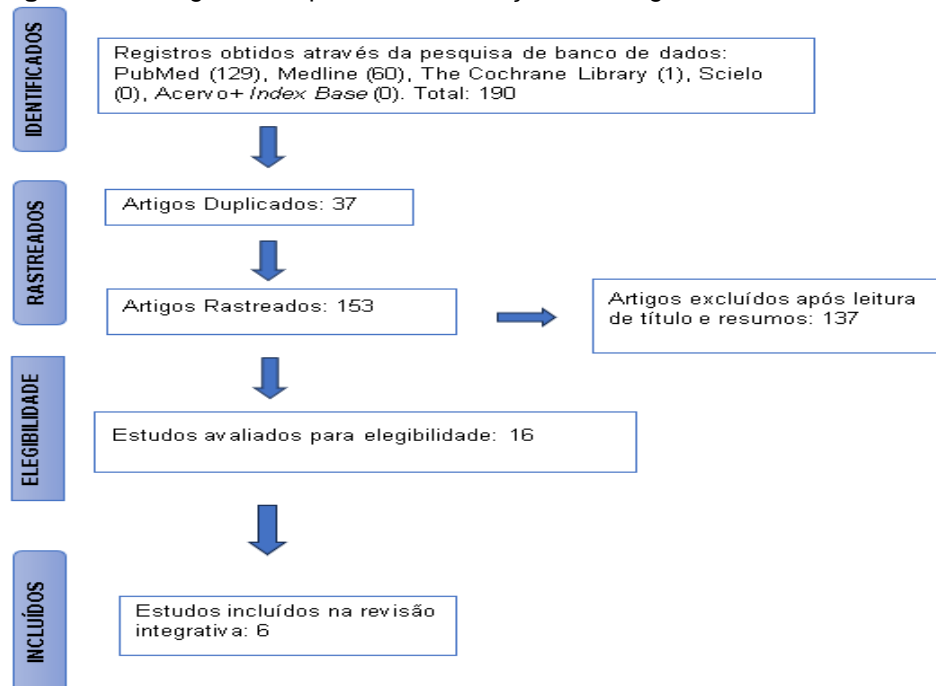 IDENTIFICADOS
Registros obtidos através da pesquisa de banco de dados:
PubMed (129), Medline (60), The Cochrane Library (1), Scielo
(0), Acervo+ Index Base (0). Total: 190
RASTREADOS
Artigos Duplicados: 37
Artigos Rastreados: 153
Artigos excluídos após leitura
de título e resumos: 137
ELEGIBILIDADE
Estudos avaliados para elegibilidade: 16
INCLUÍDOS
Estudos incluídos na revisão
integrativa: 6